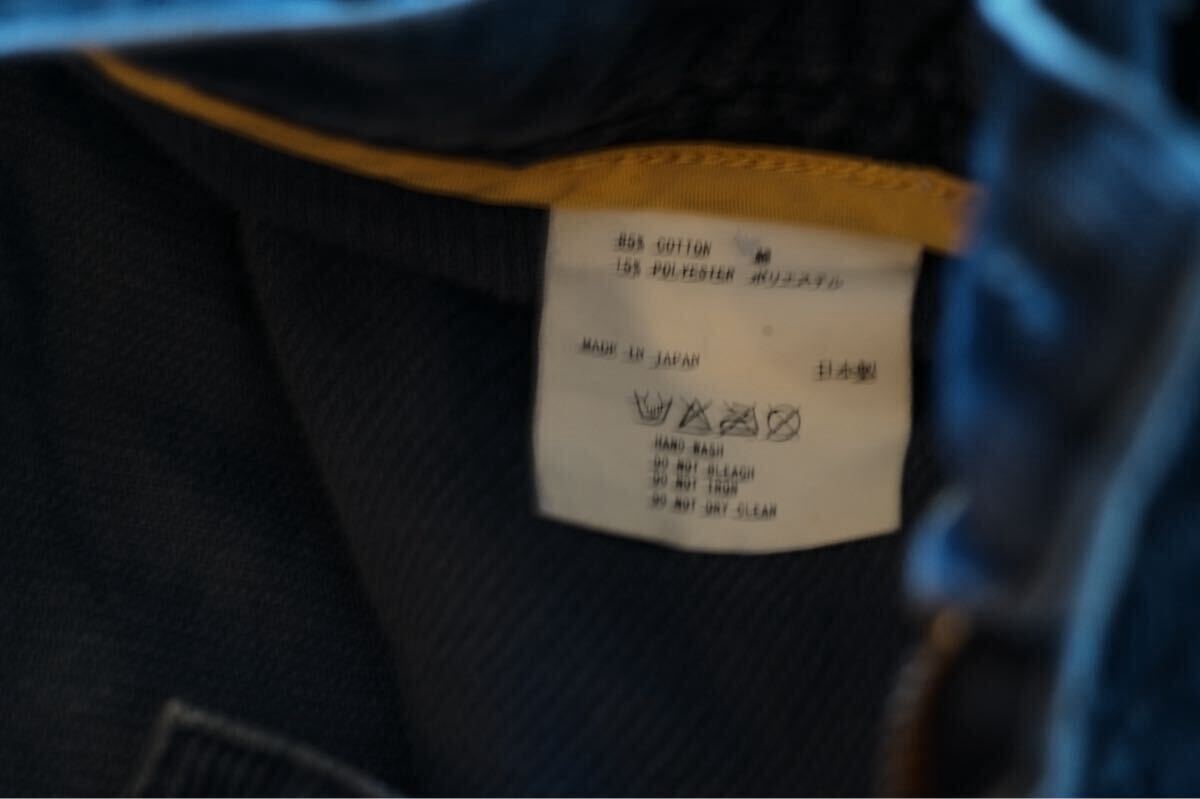 85% COTTON 綿
15% POLYESTER ポリエステル
MADE IN JAPAN 日本製
HAND WASH
DO NOT BLEACH
DO NOT IRON
DO NOT DRY CLEAN